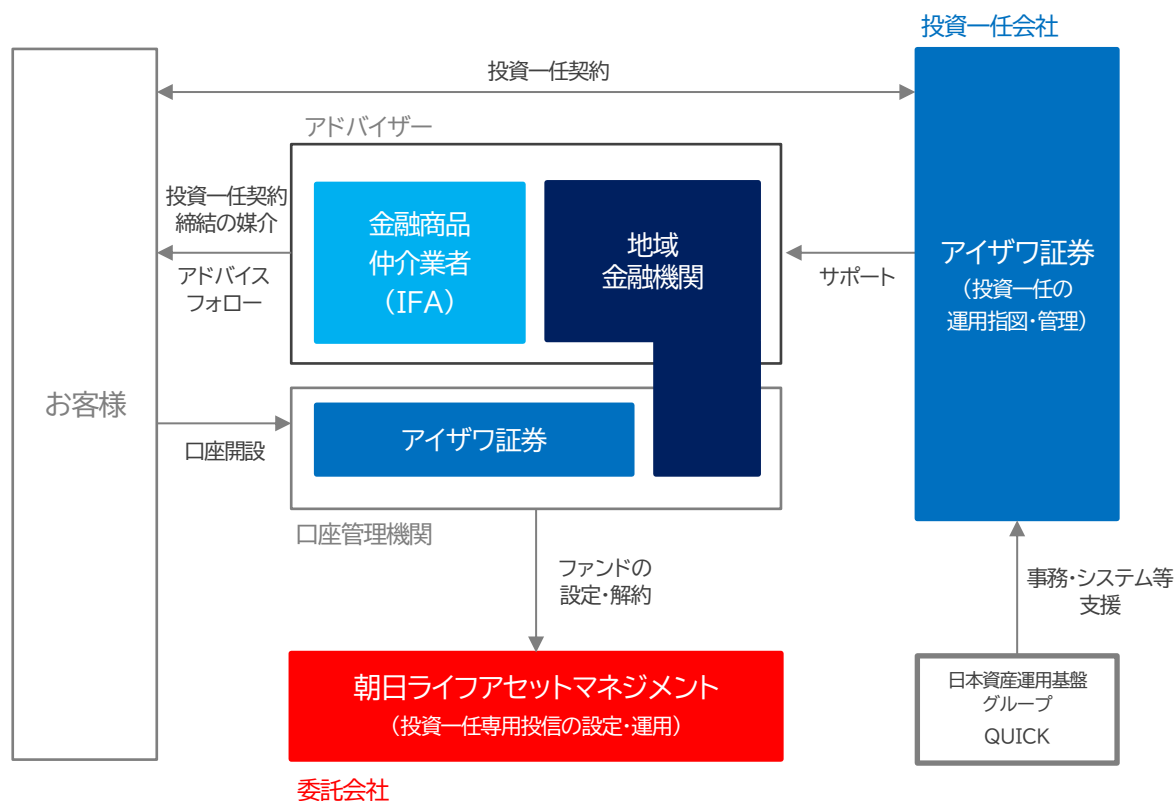 投資一任会社
投資一任契約
アドバイザー
投資一任契約
締結の媒介
アドバイス
フォロー
金融商品
仲介業者
（IFA）
地域
金融機関
サポート
アイザワ証券
（投資一任の
運用指図・管理）
お客様
口座開設
アイザワ証券
口座管理機関
ファンドの
設定・解約
事務・システム等
支援
朝日ライフアセットマネジメント
（投資一任専用投信の設定・運用）
委託会社
日本資産運用基盤
グループ
QUICK